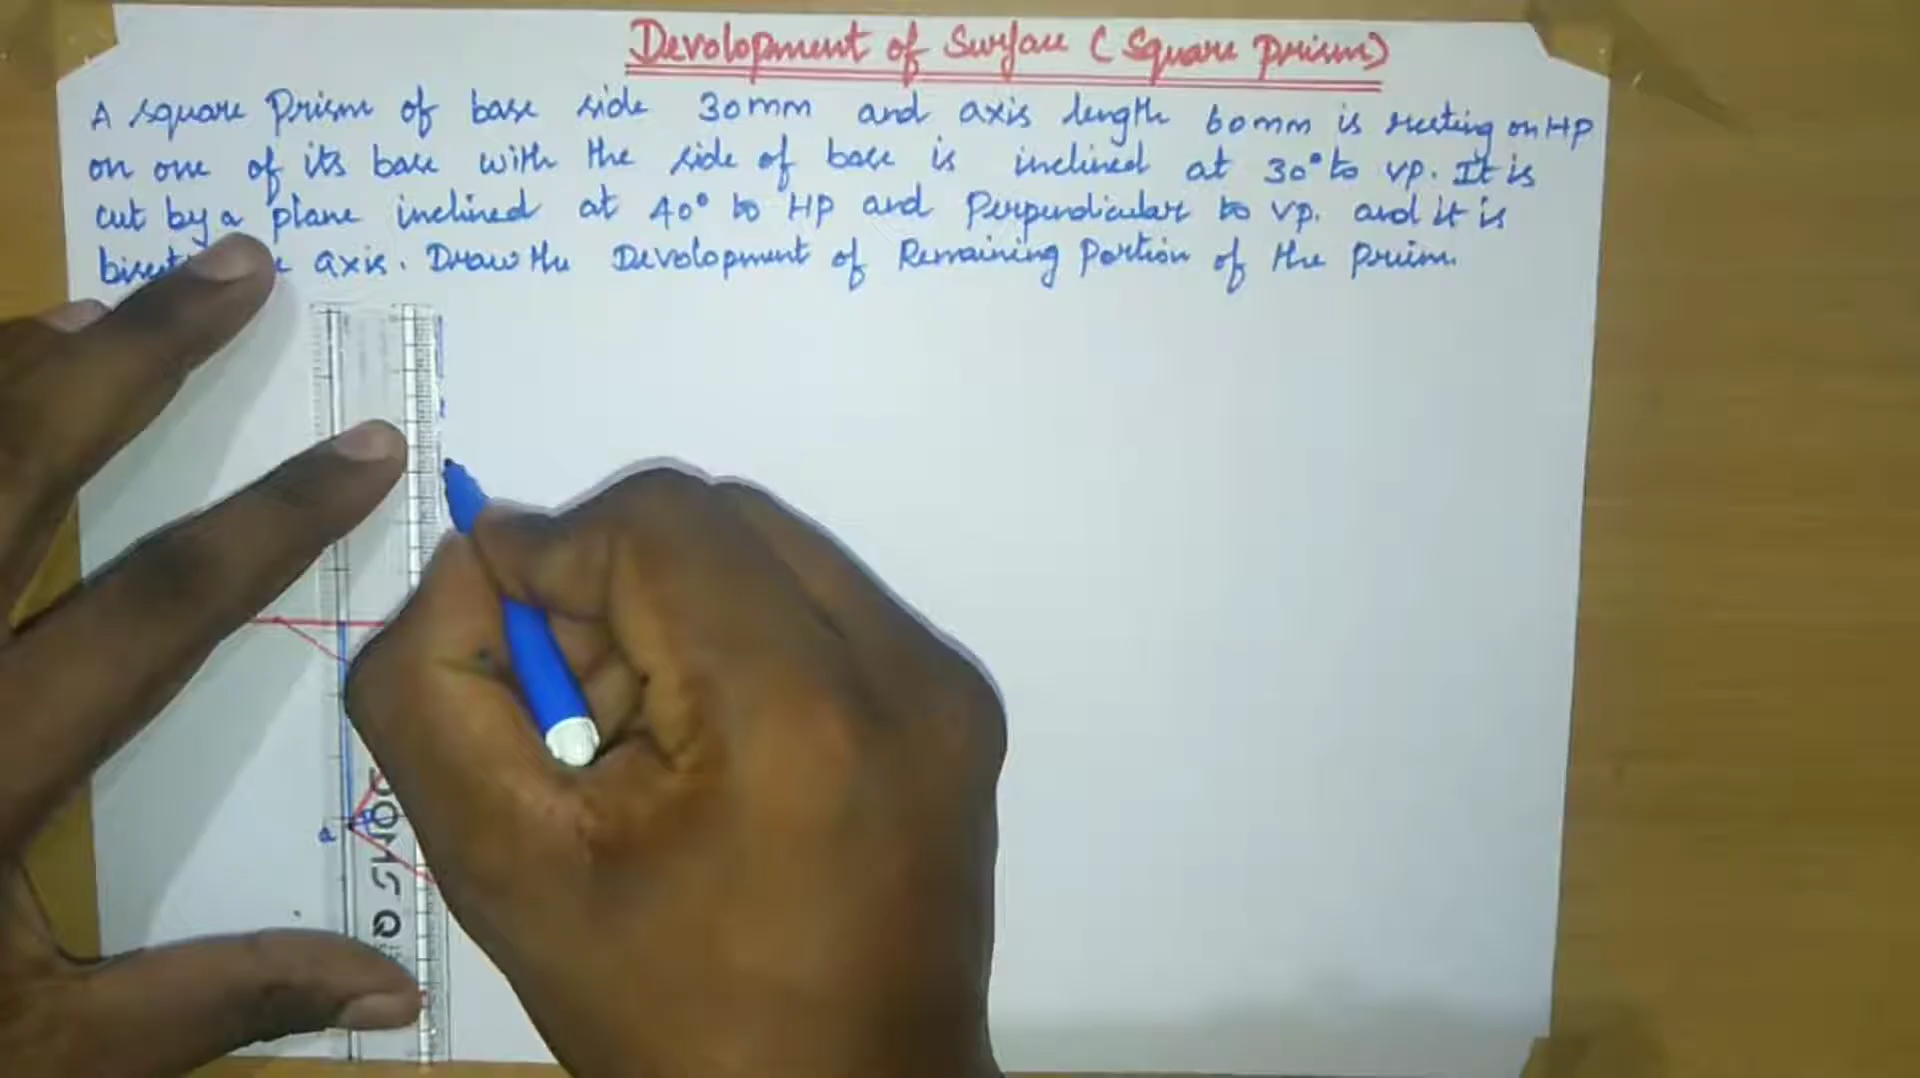 Devolopment of Surface (Square prism)
A square Prism of base side 30mm and axis length 60mm is resting on HP
on one of its base with the side of base is inclined at 30° to VP. It is
cut by a plane inclined at 40° to HP and Perpendicular to VP. and it is
axis. Draw the Devolopment of Remaining Portion of the Prism.
a